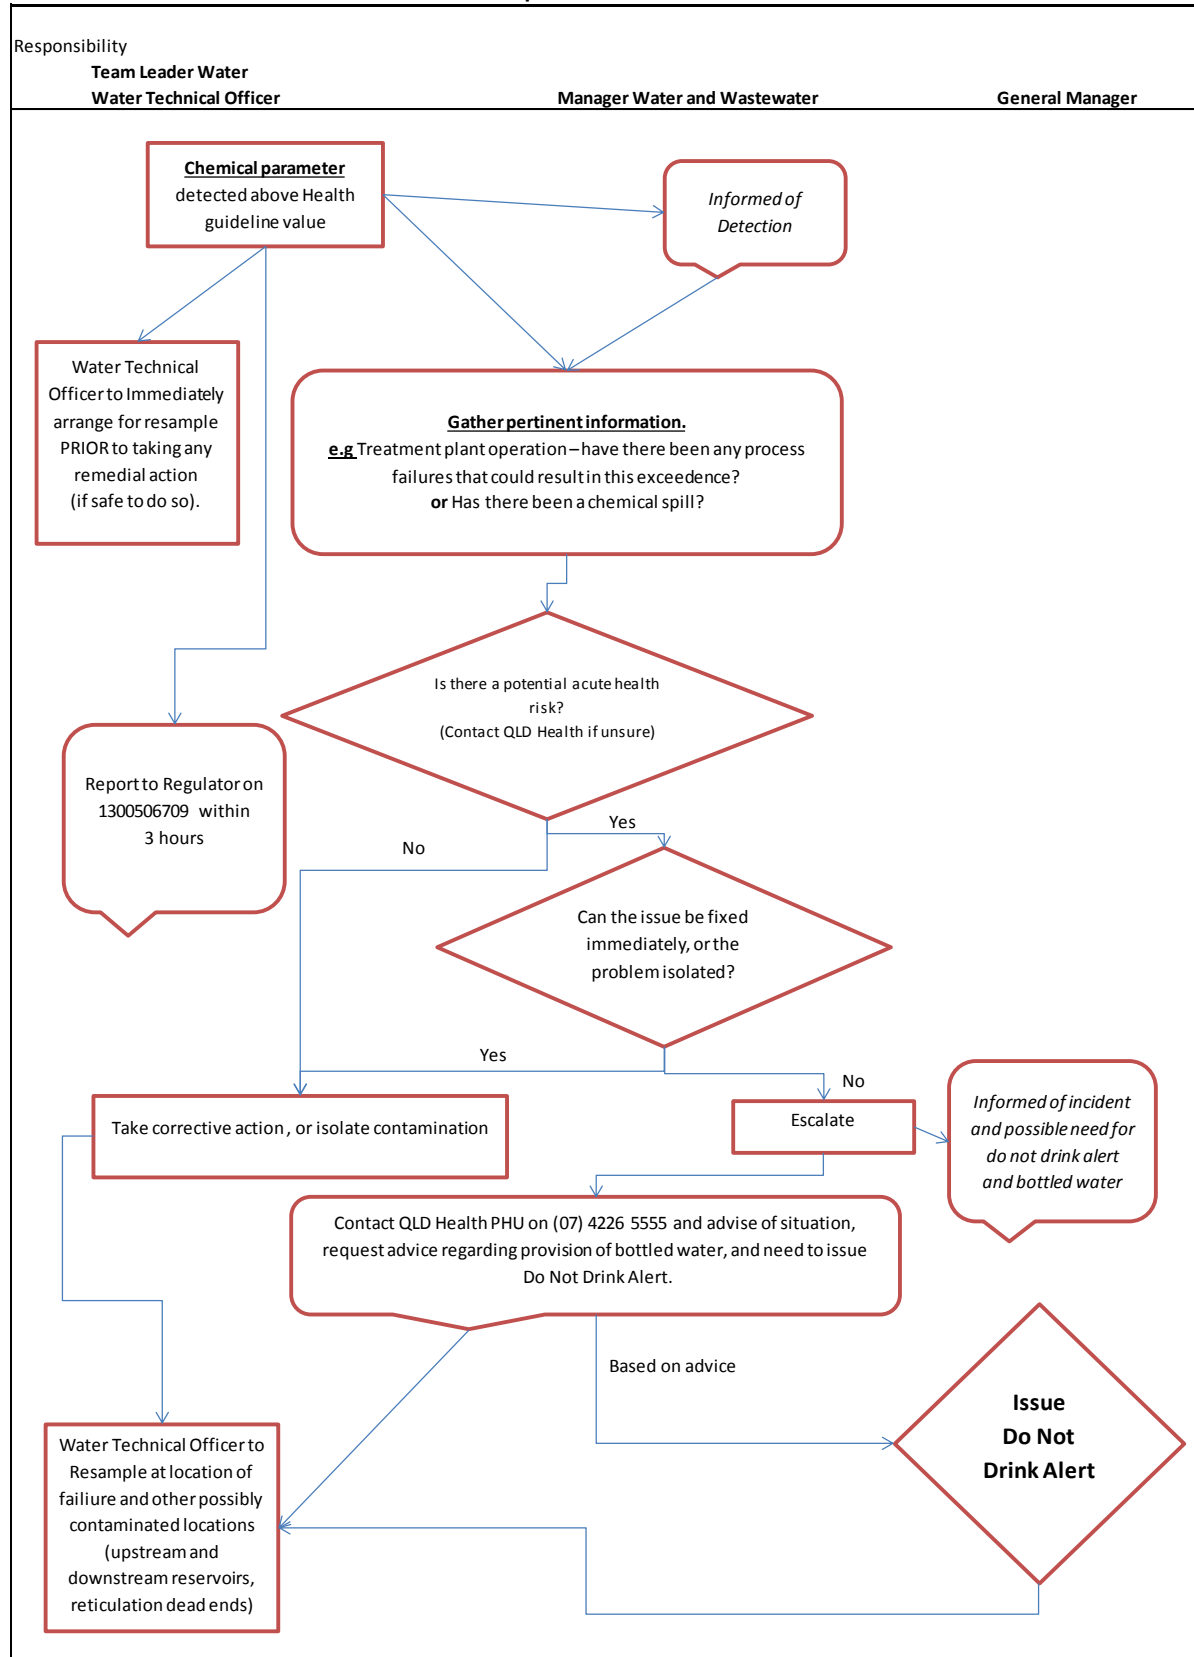 Responsibility
Team Leader Water
Water Technical Officer
Manager Water and Wastewater
General Manager
Chemical parameter
detected above Health
guideline value
Informed of
Detection
Water Technical
Officer to Immediately
arrange for resample
PRIOR to taking any
remedial action
(if safe to do so).
Gather pertinent information.
e.g Treatment plant operation – have there been any process
failures that could result in this exceedence?
or Has there been a chemical spill?
Is there a potential acute health
risk?
(Contact QLD Health if unsure)
Report to Regulator on
1300506709 within
3 hours
Yes
No
Can the issue be fixed
immediately, or the
problem isolated?
Yes
No
Take corrective action , or isolate contamination
Escalate
Informed of incident
and possible need for
do not drink alert
and bottled water
Contact QLD Health PHU on (07) 4226 5555 and advise of situation,
request advice regarding provision of bottled water, and need to issue
Do Not Drink Alert.
Based on advice
Issue
Do Not
Drink Alert
Water Technical Officer to
Resample at location of
failiure and other possibly
contaminated locations
(upstream and
downstream reservoirs,
reticulation dead ends)